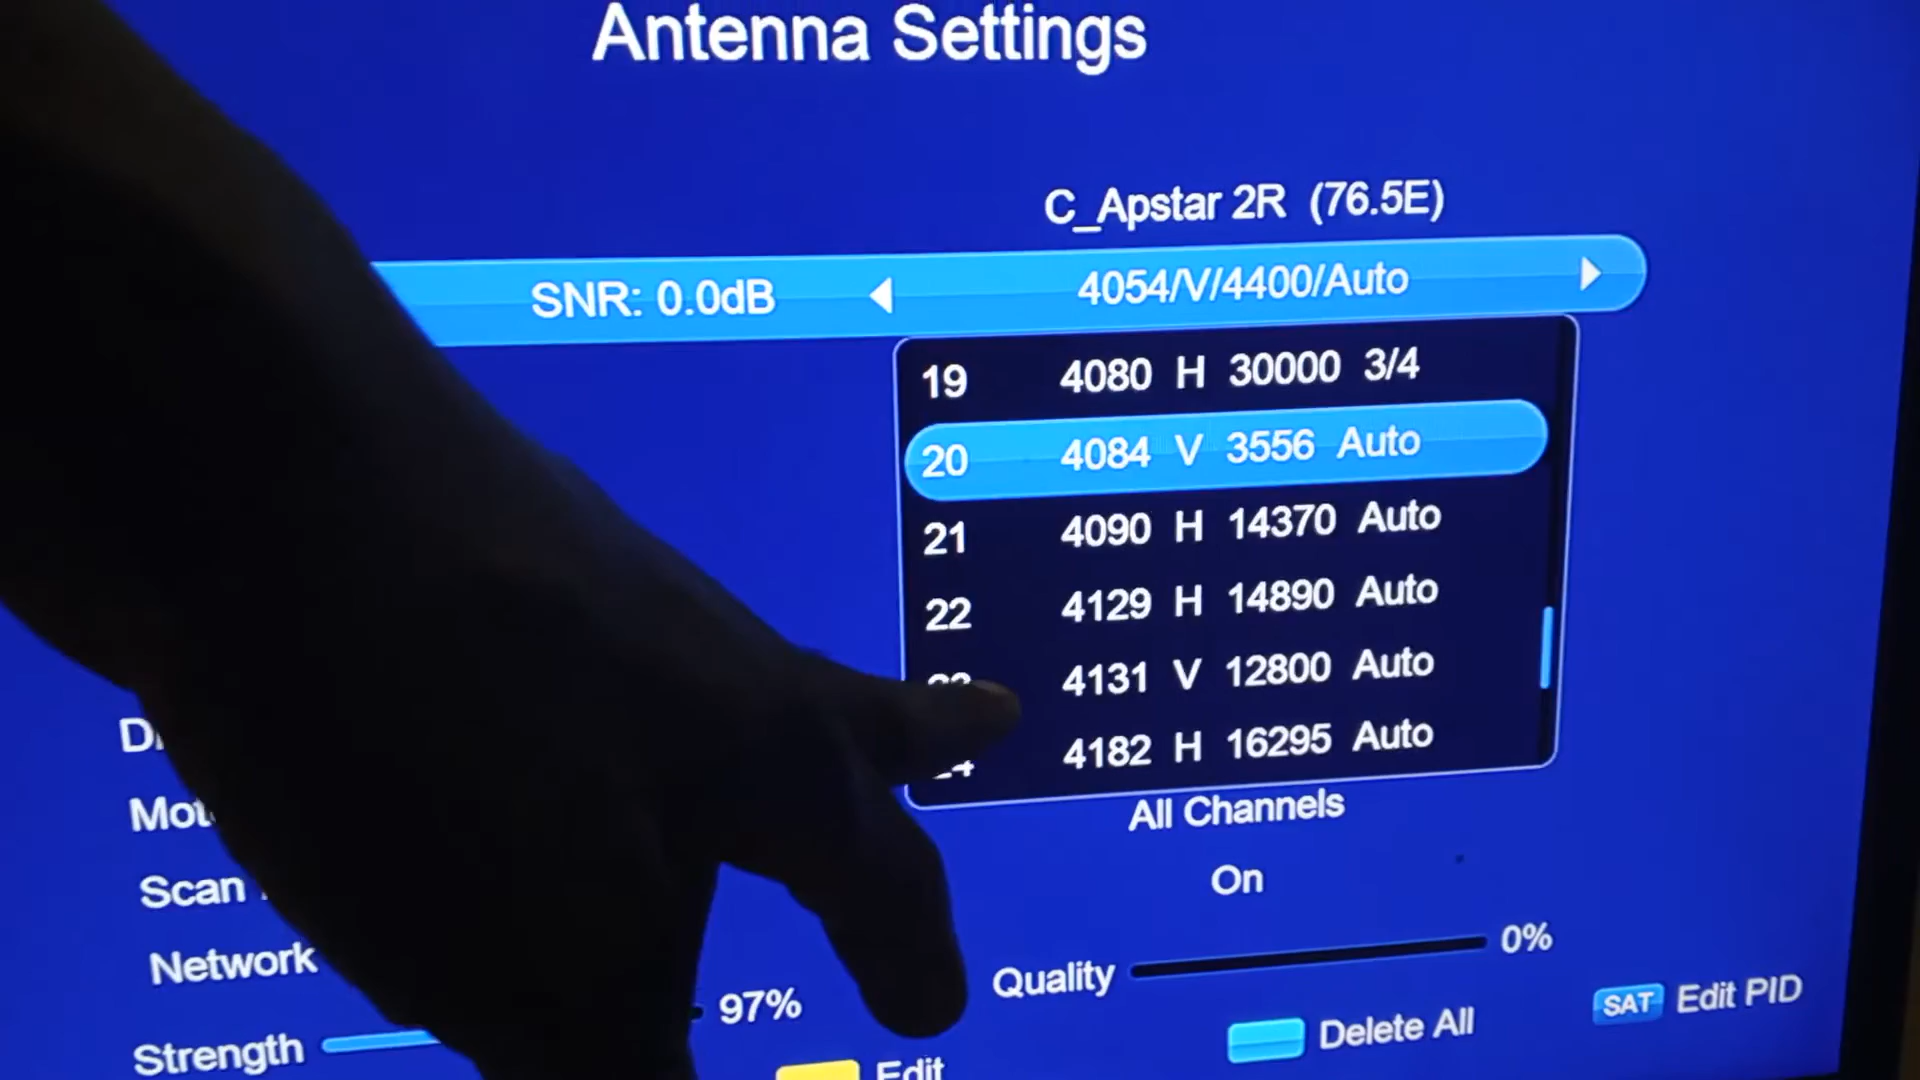 Antenna Settings
C_Apstar 2R (76.5E)
SNR: 0.0dB 4054/V/4400/Auto
19 4080 H 30000 3/4
20 4084 V 3556 Auto
21 4090 H 14370 Auto
22 4129 H 14890 Auto
4131 V 12800 Auto
4182 H 16295 Auto
All Channels
Scan On
Network
Strength 97% Quality 0%
Edit Delete All SAT Edit PID